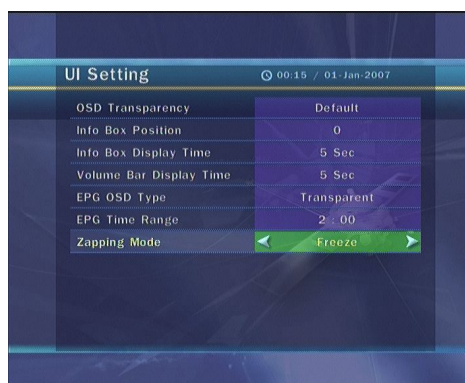 UI Setting 00:15 / 01-Jan-2007
OSD Transparency Default
Info Box Position 0
Info Box Display Time 5 Sec
Volume Bar Display Time 5 Sec
EPG OSD Type Transparent
EPG Time Range 2 : 00
Zapping Mode Freeze